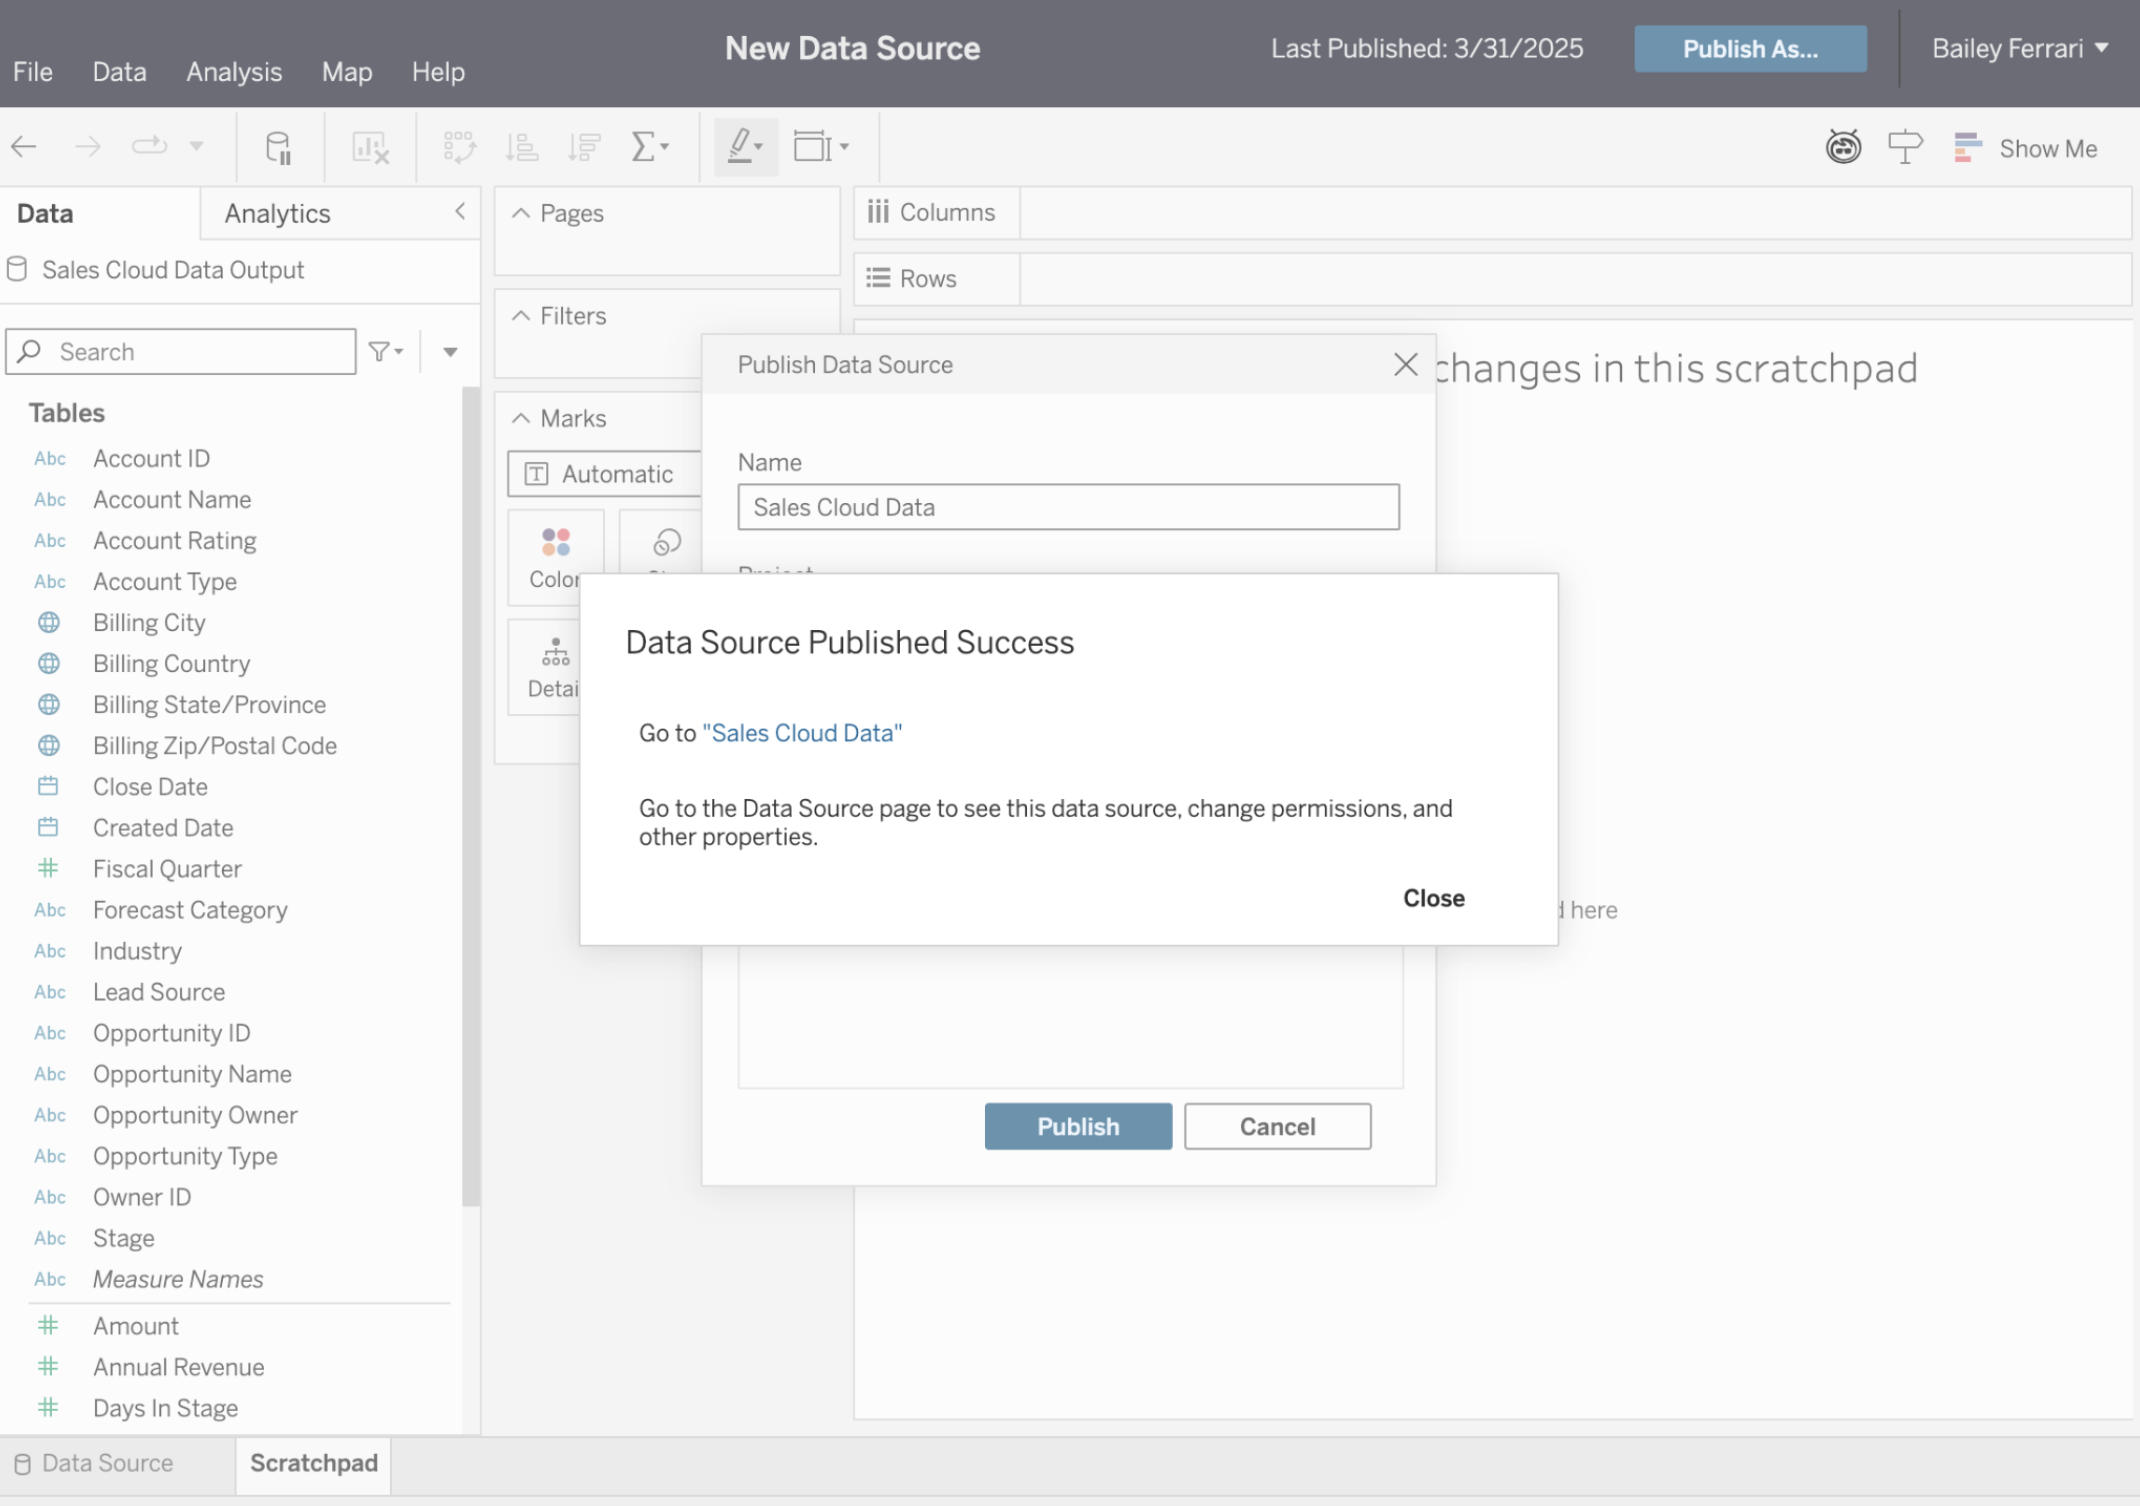 New Data Source
Last Published: 3/31/2025
Publish As...
Bailey Ferrari
File Data Analysis Map Help
Show Me
Data
Analytics
Sales Cloud Data Output
Search
Tables
Abc Account ID
Abc Account Name
Abc Account Rating
Abc Account Type
Billing City
Billing Country
Billing State/Province
Billing Zip/Postal Code
Close Date
Created Date
Fiscal Quarter
Abc Forecast Category
Abc Industry
Abc Lead Source
Abc Opportunity ID
Abc Opportunity Name
Abc Opportunity Owner
Abc Opportunity Type
Abc Owner ID
Abc Stage
Abc Measure Names
Amount
Annual Revenue
Days In Stage
Pages
Filters
Marks
T Automatic
Color
Detai
Columns
Rows
changes in this scratchpad
Publish Data Source
Name
Sales Cloud Data
Project
Data Source Published Success
Go to "Sales Cloud Data"
Go to the Data Source page to see this data source, change permissions, and
other properties.
Close
here
Publish
Cancel
Data Source
Scratchpad